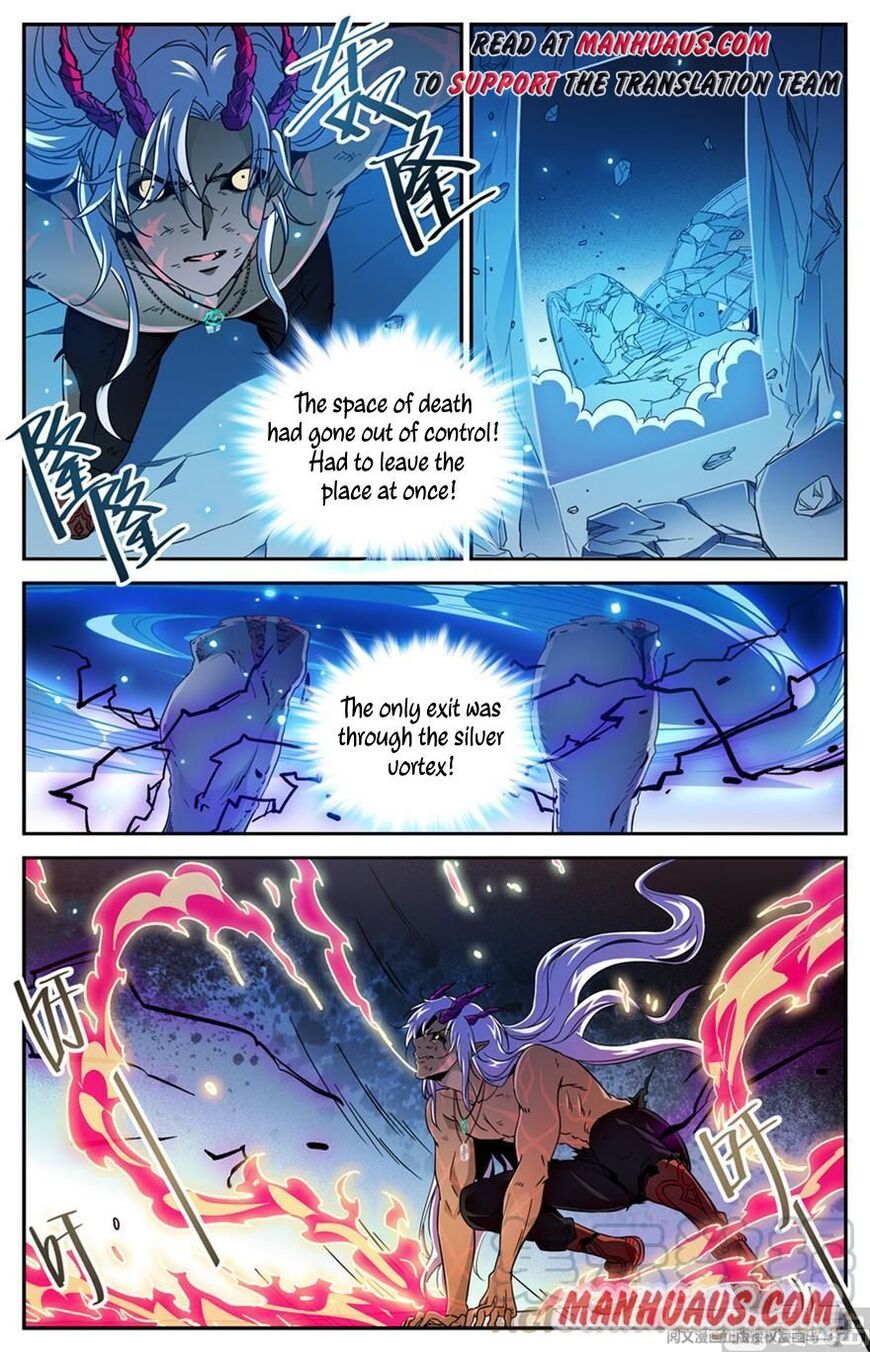 READ AT MANHUAUS.COM
TO SUPPORT THE TRANSLATION TEAM
轰
隆
The space of death
had gone out of control!
Had to leave the
place at once!
隆
隆
The only exit was
through the silver
vortex!
吁
吁
吁
MANHUAUS.COM